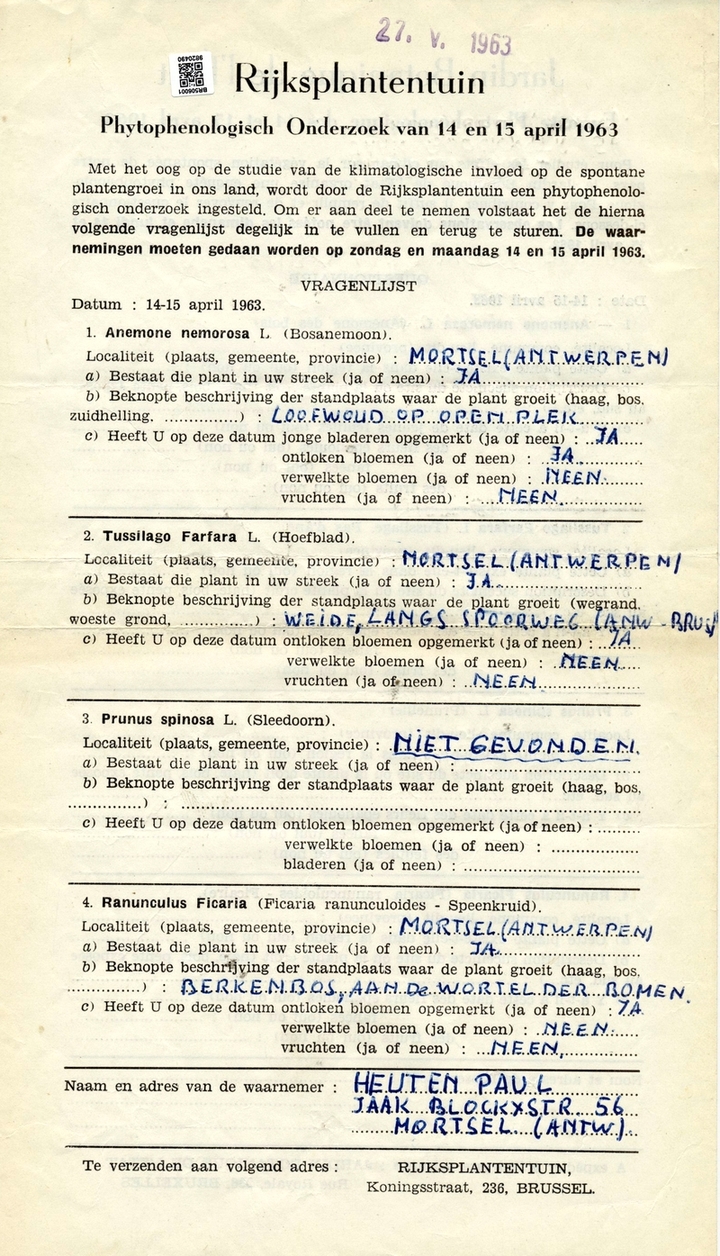 27. V. 1963
BR5060001
9820490
Rijksplantentuin
Phytophenologisch Onderzoek van 14 en 15 april 1963
Met het oog op de studie van de klimatologische invloed op de spontane
plantengroei in ons land, wordt door de Rijksplantentuin een phytophenolo-
gisch onderzoek ingesteld. Om er aan deel te nemen volstaat het de hierna
volgende vragenlijst degelijk in te vullen en terug te sturen. De waar-
nemingen moeten gedaan worden op zondag en maandag 14 en 15 april 1963.
VRAGENLIJST
Datum : 14-15 april 1963.
1. Anemone nemorosa L. (Bosanemoon).
Localiteit (plaats, gemeente, provincie) : MORTSEL (ANTWERPEN)
a) Bestaat die plant in uw streek (ja of neen) : JA
b) Beknopte beschrijving der standplaats waar de plant groeit (haag, bos,
zuidhelling, ...............) : LOOFWOUD OP OPEN PLEK
c) Heeft U op deze datum jonge bladeren opgemerkt (ja of neen) : JA
ontloken bloemen (ja of neen) : JA
verwelkte bloemen (ja of neen) : NEEN
vruchten (ja of neen) : NEEN
2. Tussilago Farfara L. (Hoefblad).
Localiteit (plaats, gemeente, provincie) : MORTSEL (ANTWERPEN)
a) Bestaat die plant in uw streek (ja of neen) : JA
b) Beknopte beschrijving der standplaats waar de plant groeit (wegrand,
woeste grond, ...............) : WEIDE, LANGS SPOORWEG (ANW-BRUS)
c) Heeft U op deze datum ontloken bloemen opgemerkt (ja of neen) : JA
verwelkte bloemen (ja of neen) : NEEN
vruchten (ja of neen) : NEEN
3. Prunus spinosa L. (Sleedoorn).
Localiteit (plaats, gemeente, provincie) : NIET GEVONDEN.
a) Bestaat die plant in uw streek (ja of neen) :
b) Beknopte beschrijving der standplaats waar de plant groeit (haag, bos,
...............) :
c) Heeft U op deze datum ontloken bloemen opgemerkt (ja of neen) :
verwelkte bloemen (ja of neen) :
bladeren (ja of neen) :
4. Ranunculus Ficaria (Ficaria ranunculoides - Speenkruid).
Localiteit (plaats, gemeente, provincie) : MORTSEL (ANTWERPEN)
a) Bestaat die plant in uw streek (ja of neen) : JA
b) Beknopte beschrijving der standplaats waar de plant groeit (haag, bos,
...............) : BERKENBOS, AAN De WORTEL DER BOMEN.
c) Heeft U op deze datum ontloken bloemen opgemerkt (ja of neen) : JA
verwelkte bloemen (ja of neen) : NEEN
vruchten (ja of neen) : NEEN,
Naam en adres van de waarnemer : HEUTEN PAUL
JAAK BLOCKXSTR 56
MORTSEL (ANTW).
Te verzenden aan volgend adres : RIJKSPLANTENTUIN,
Koningsstraat, 236, BRUSSEL.